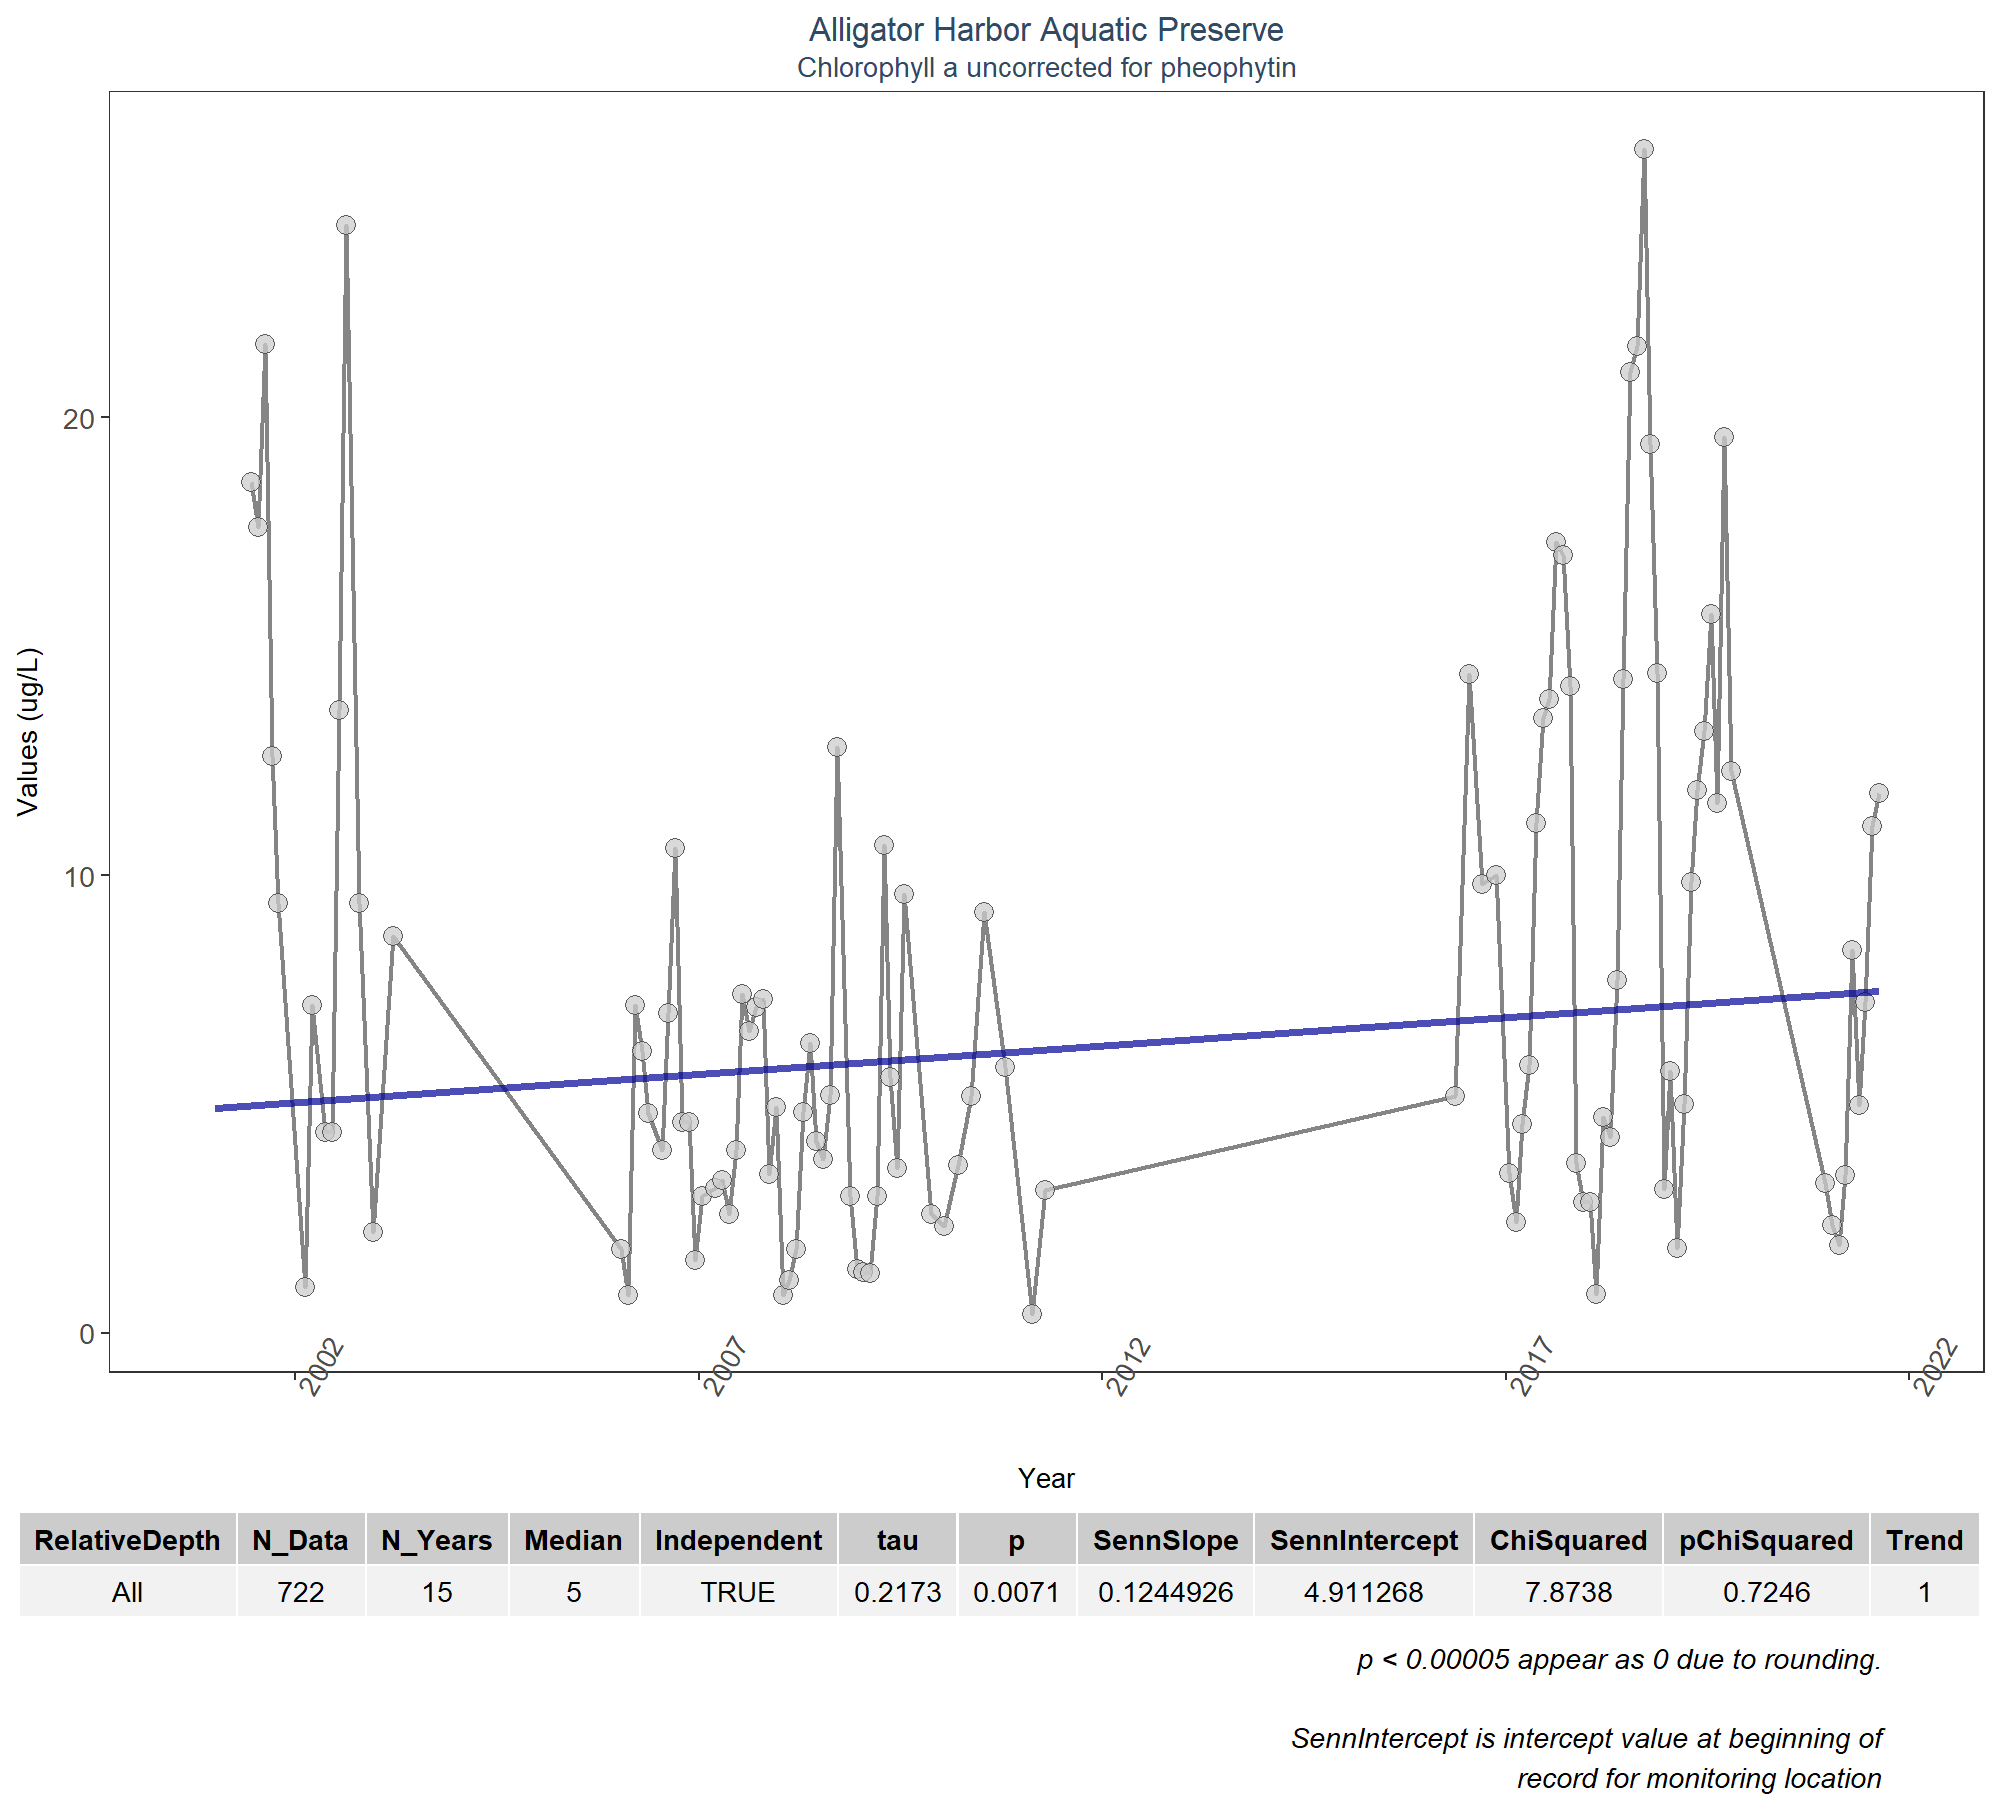 Alligator Harbor Aquatic Preserve
Chlorophyll a uncorrected for pheophytin
Values (ug/L)
20
10
0
2002
2007
2012
2017
2022
Year
RelativeDepth N_Data N_Years Median Independent tau p SennSlope SennIntercept ChiSquared pChiSquared Trend
All 722 15 5 TRUE 0.2173 0.0071 0.1244926 4.911268 7.8738 0.7246 1
p < 0.00005 appear as 0 due to rounding.
SennIntercept is intercept value at beginning of
record for monitoring location